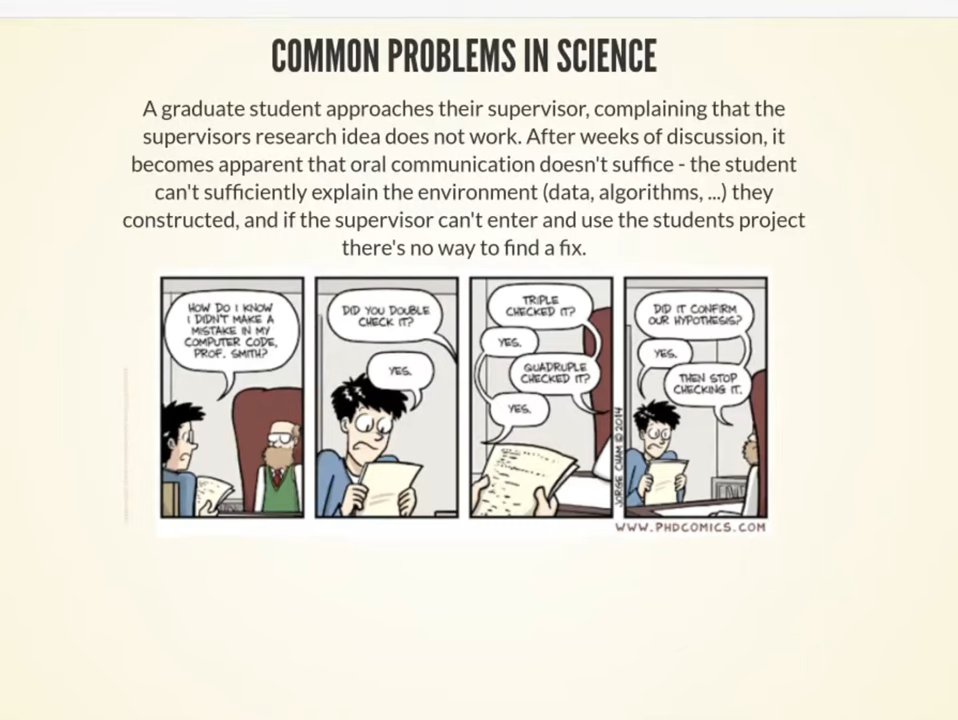 COMMON PROBLEMS IN SCIENCE
A graduate student approaches their supervisor, complaining that the
supervisors research idea does not work. After weeks of discussion, it
becomes apparent that oral communication doesn't suffice - the student
can't sufficiently explain the environment (data, algorithms, ...) they
constructed, and if the supervisor can't enter and use the students project
there's no way to find a fix.
HOW DO I KNOW
I DIDN'T MAKE A
MISTAKE IN MY
COMPUTER CODE,
PROF. SMITH?
DID YOU DOUBLE
CHECK IT?
YES.
TRIPLE
CHECKED IT?
YES.
QUADRUPLE
CHECKED IT?
YES.
DID IT CONFIRM
OUR HYPOTHESIS?
YES.
THEN STOP
CHECKING IT.
JORGE CHAM © 2014
WWW.PHDCOMICS.COM